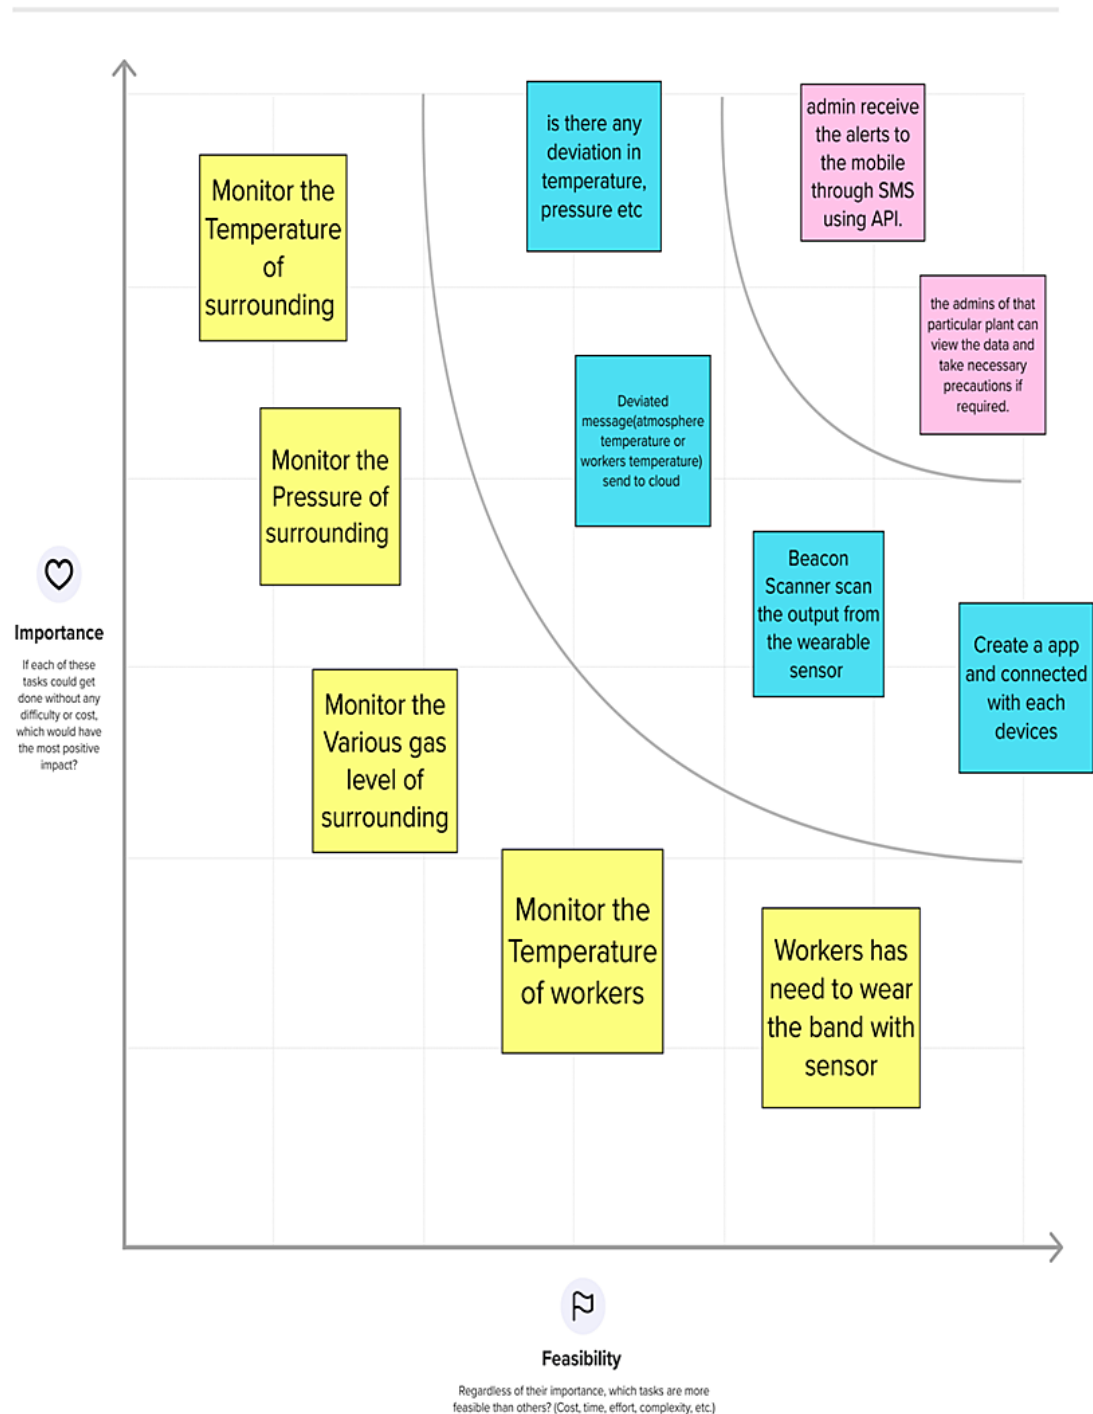 is there any
deviation in
temperature,
pressure etc
admin receive
the alerts to
the mobile
through SMS
using API.
Monitor the
Temperature
of
surrounding
the admins of that
particular plant can
view the data and
take necessary
precautions if
required.
Deviated
message(atmosphere
temperature or
workers temperature)
send to cloud
Monitor the
Pressure of
surrounding
Beacon
Scanner scan
the output from
the wearable
sensor
Create a app
and connected
with each
devices
Importance
If each of these
tasks could get
done without any
difficulty or cost,
which would have
the most positive
impact?
Monitor the
Various gas
level of
surrounding
Monitor the
Temperature
of workers
Workers has
need to wear
the band with
sensor
Feasibility
Regardless of their importance, which tasks are more
feasible than others? (Cost, time, effort, complexity, etc.)